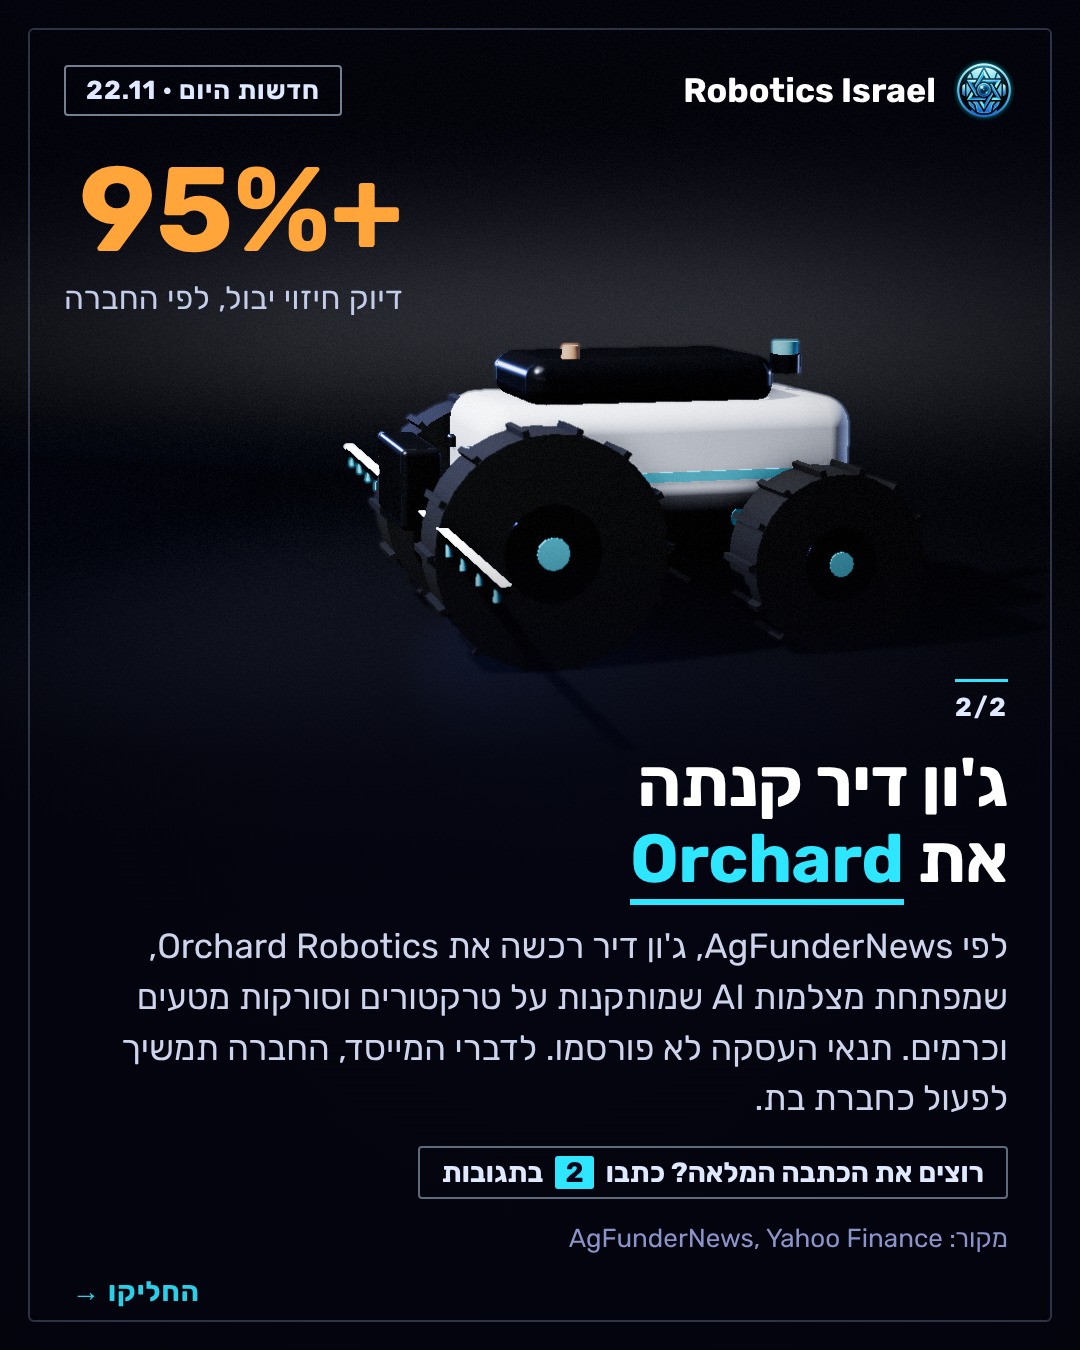 Robotics Israel
חדשות היום • 22.11
95%+
דיוק חיזוי יבול, לפי החברה
2/2
ג'ון דיר קנתה
את Orchard
לפי AgFunderNews, ג'ון דיר רכשה את Orchard Robotics,
שמפתחת מצלמות AI שמותקנות על טרקטורים וסורקות מטעים
וכרמים. תנאי העסקה לא פורסמו. לדברי המייסד, החברה תמשיך
לפעול כחברת בת.
רוצים את הכתבה המלאה? כתבו 2 בתגובות
מקור: AgFunderNews, Yahoo Finance
החליקו →